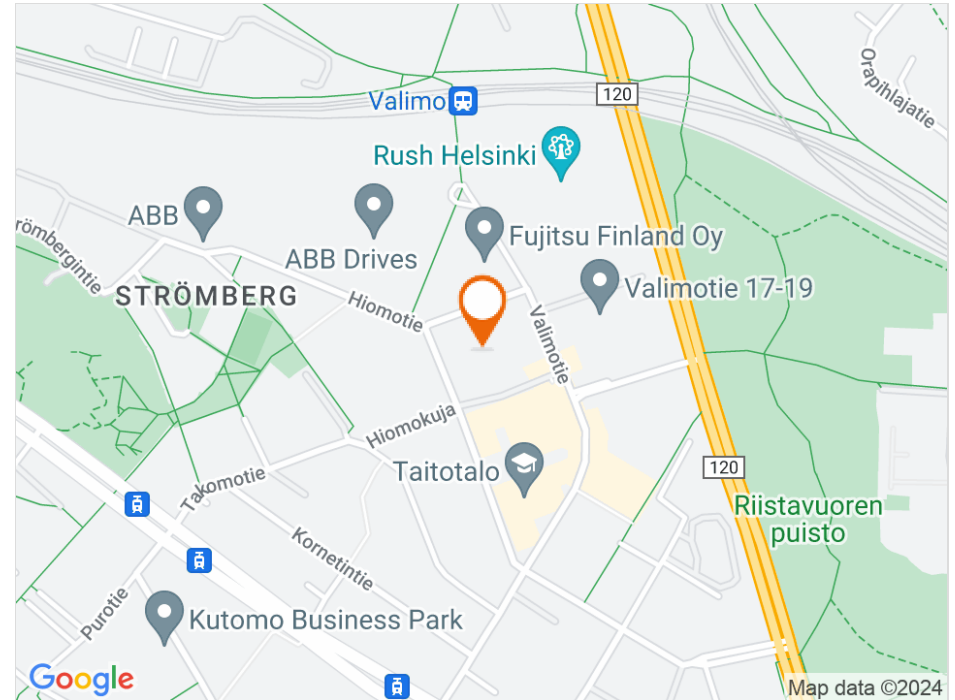 Orapihlajatie
Valimo
120
Rush Helsinki
ABB
ABB Drives
Fujitsu Finland Oy
römbergintie
STRÖMBERG
Valimotie 17-19
Hiomotie
Valimotie
Hiomokuja
Taitotalo
120
Takomotie
Riistavuoren
puisto
Kornetintie
Purotie
Kutomo Business Park
Google
Map data ©2024